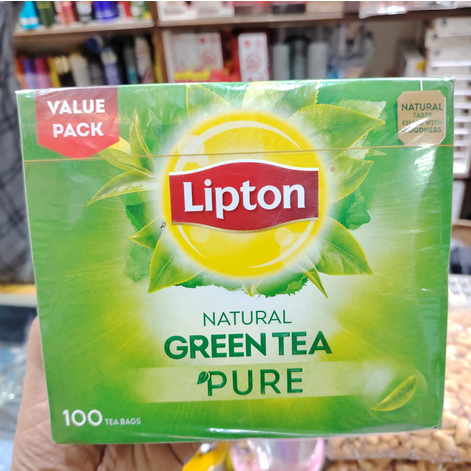 VALUE
PACK
NATURAL
TASTE
FILLED WITH
GOODNESS
Lipton
NATURAL
GREEN TEA
PURE
100 TEA BAGS